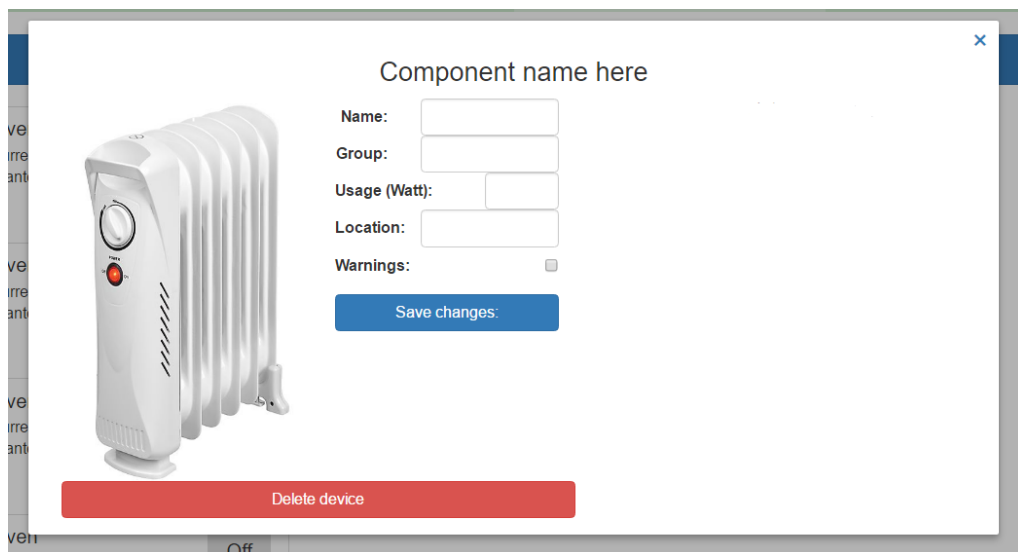 ×
Component name here
Name:
Group:
Usage (Watt):
Location:
Warnings:
Save changes:
Delete device
Off